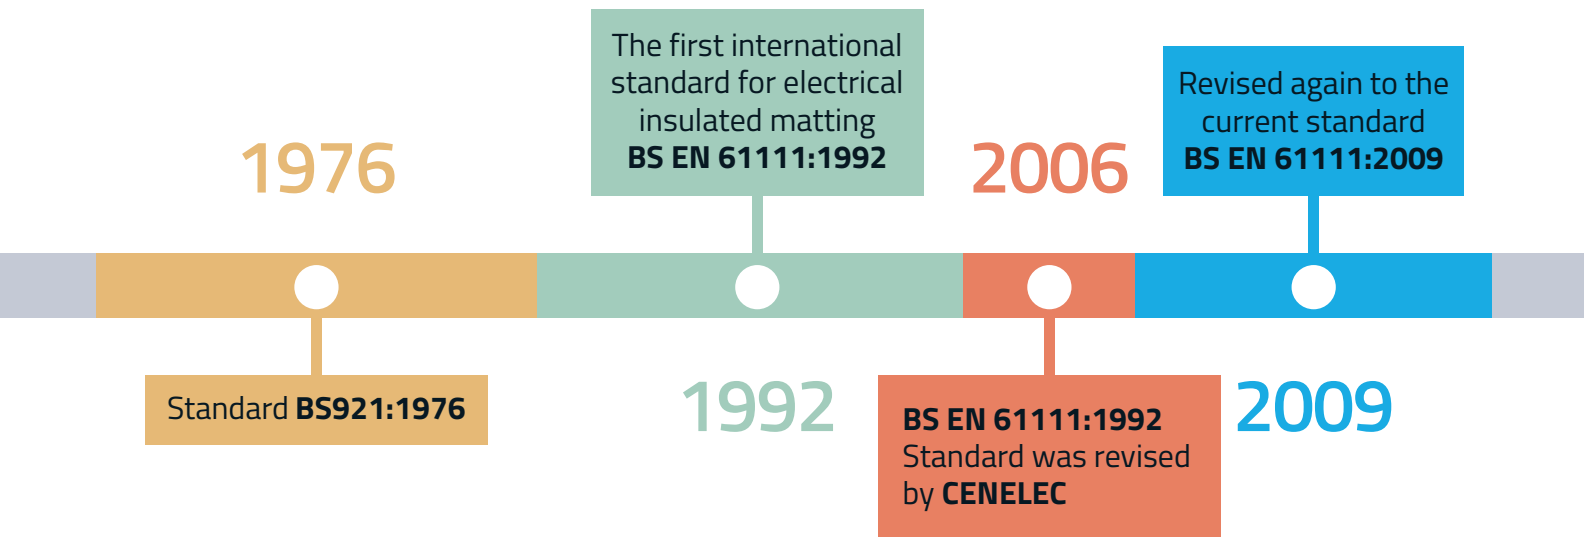 1976
Standard BS921:1976
The first international
standard for electrical
insulated matting
BS EN 61111:1992
1992
2006
BS EN 61111:1992
Standard was revised
by CENELEC
Revised again to the
current standard
BS EN 61111:2009
2009